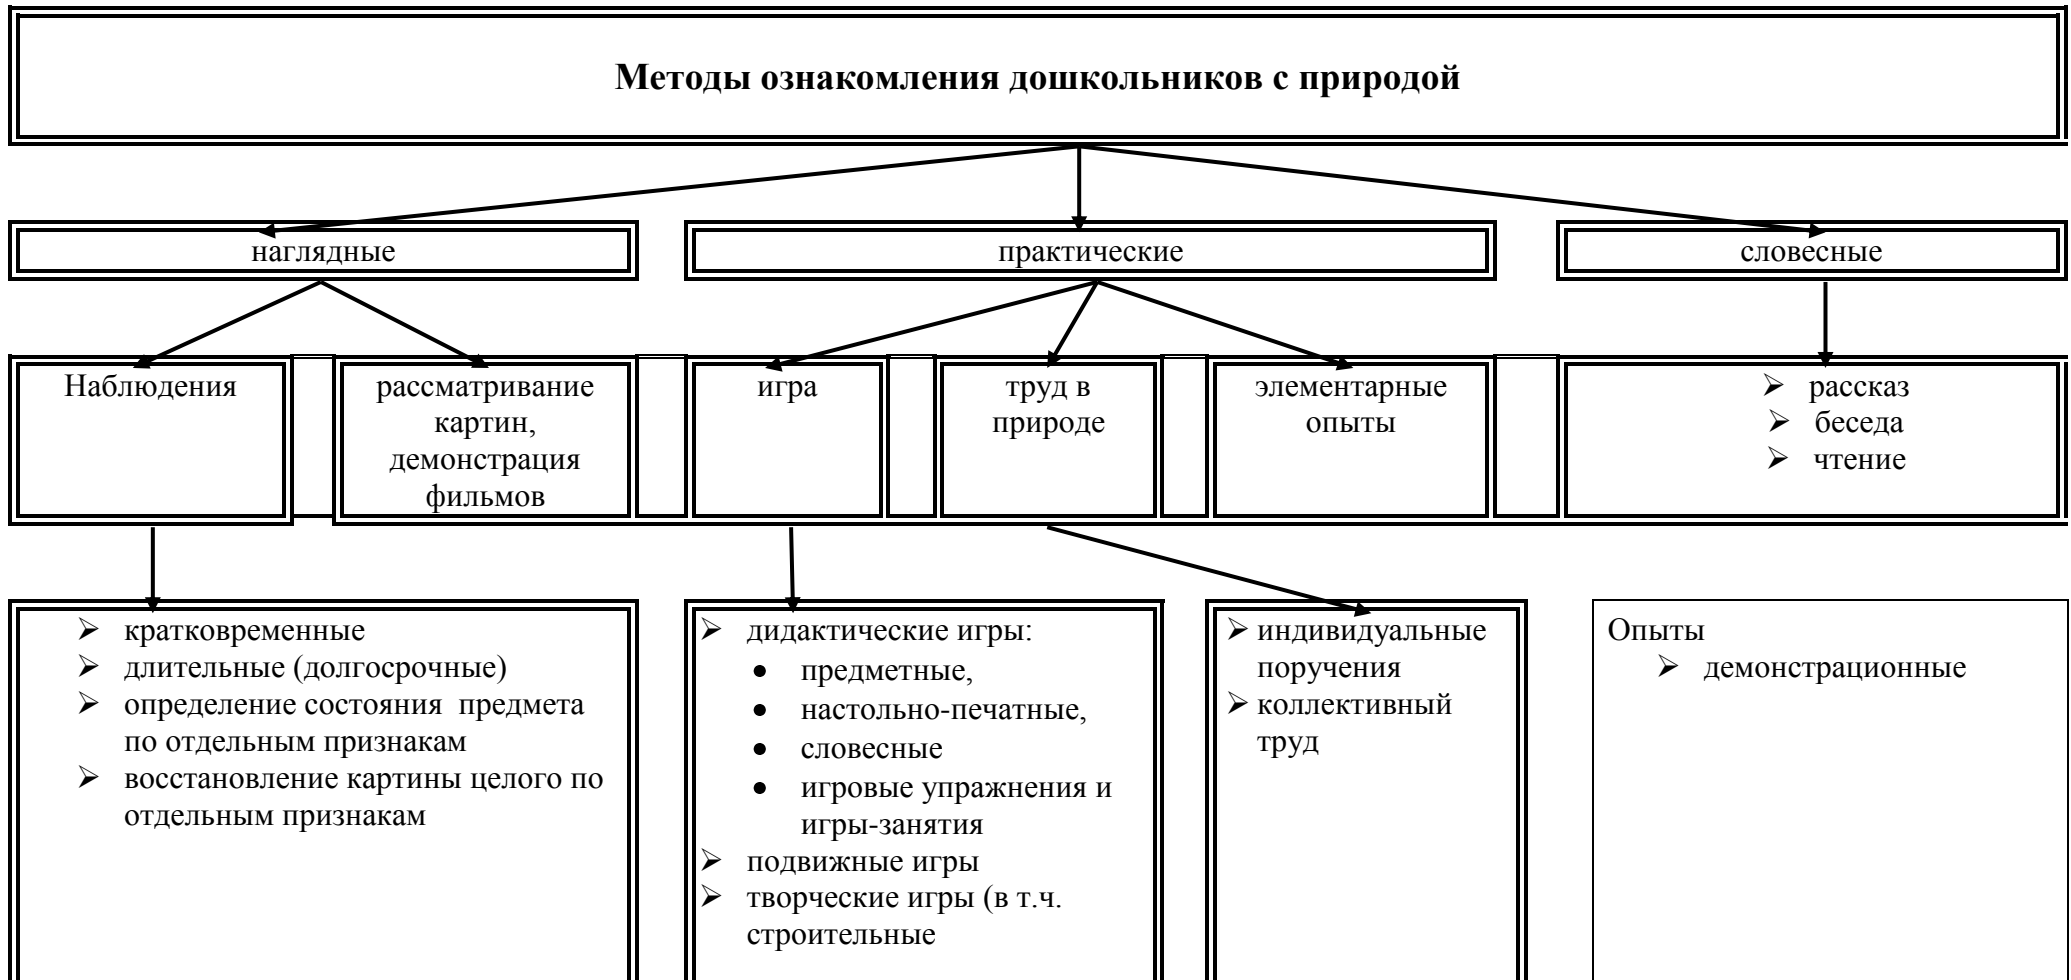 Методы ознакомления дошкольников с природой
наглядные
практические
словесные
Наблюдения
рассматривание
картин,
демонстрация
фильмов
игра
труд в
природе
элементарные
опыты
➢ рассказ
➢ беседа
➢ чтение
➢ кратковременные
➢ длительные (долгосрочные)
➢ определение состояния предмета
по отдельным признакам
➢ восстановление картины целого по
отдельным признакам
➢ дидактические игры:
• предметные,
• настольно-печатные,
• словесные
• игровые упражнения и
игры-занятия
➢ подвижные игры
➢ творческие игры (в т.ч.
строительные
➢ индивидуальные
поручения
➢ коллективный
труд
Опыты
➢ демонстрационные